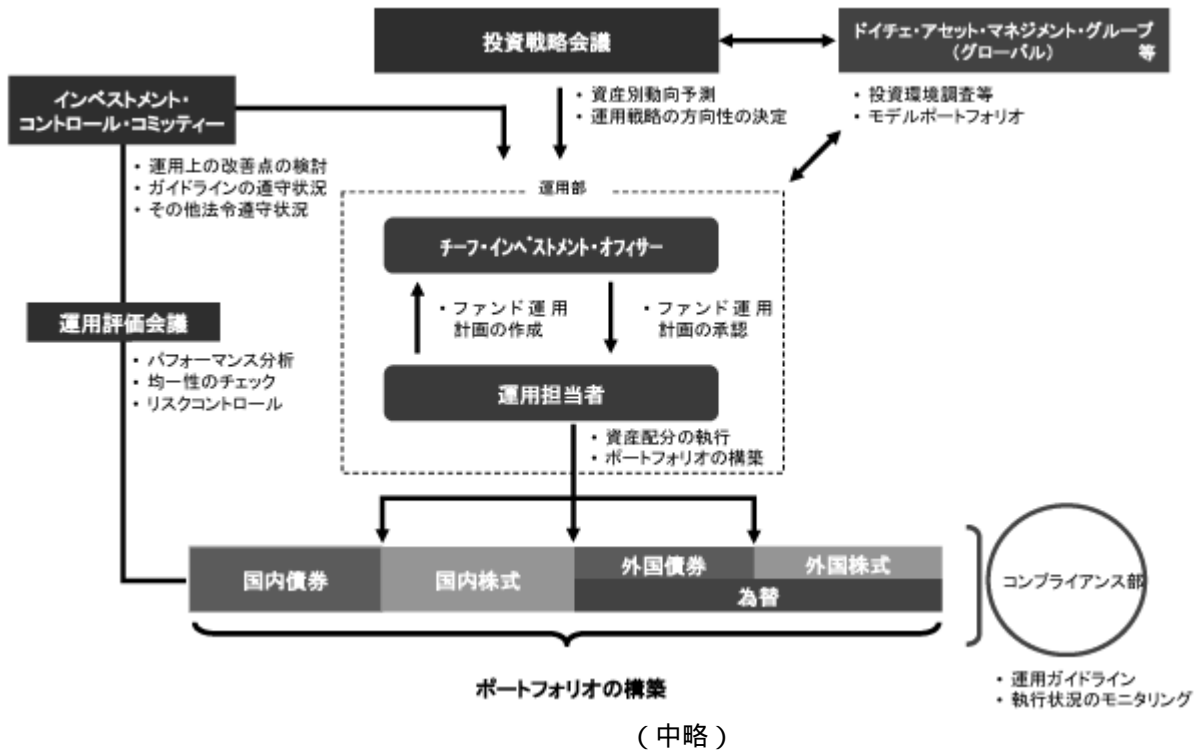 投資戦略会議
ドイチェ・アセット・マネジメント・グループ
(グローバル) 等
・資産別動向予測
・運用戦略の方向性の決定
・投資環境調査等
・モデルポートフォリオ
インベストメント・
コントロール・コミッティー
・運用上の改善点の検討
・ガイドラインの遵守状況
・その他法令遵守状況
運用部
チーフ・インベストメント・オフィサー
・ファンド運用
計画の作成
・ファンド運用
計画の承認
運用担当者
・資産配分の執行
・ポートフォリオの構築
運用評価会議
・パフォーマンス分析
・均一性のチェック
・リスクコントロール
国内債券
国内株式
外国債券
外国株式
為替
コンプライアンス部
・運用ガイドライン
・執行状況のモニタリング
ポートフォリオの構築
(中略)